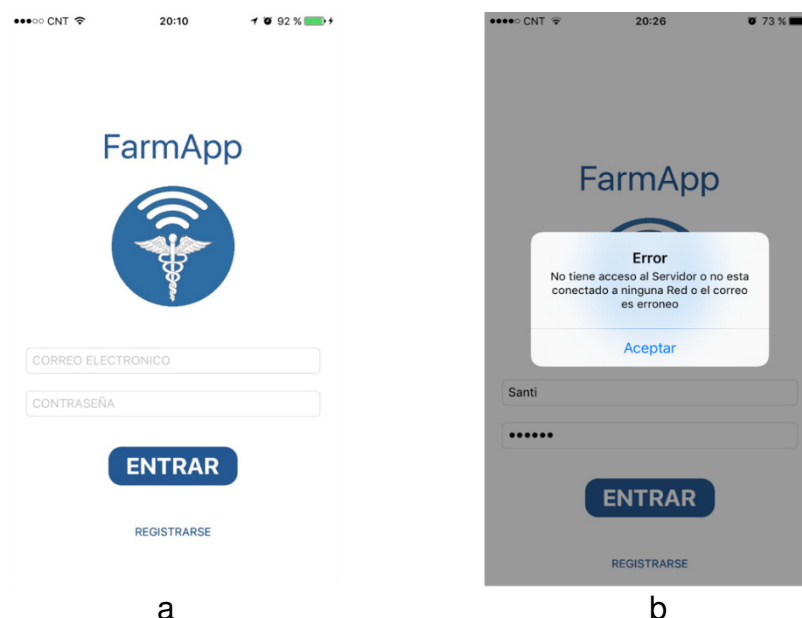 ●●●○○ CNT 20:10 92 %
FarmApp
CORREO ELECTRONICO
CONTRASEÑA
ENTRAR
REGISTRARSE
a
●●●●○ CNT 20:26 73 %
FarmApp
Error
No tiene acceso al Servidor o no esta
conectado a ninguna Red o el correo
es erroneo
Aceptar
Santi
●●●●●●
ENTRAR
REGISTRARSE
b